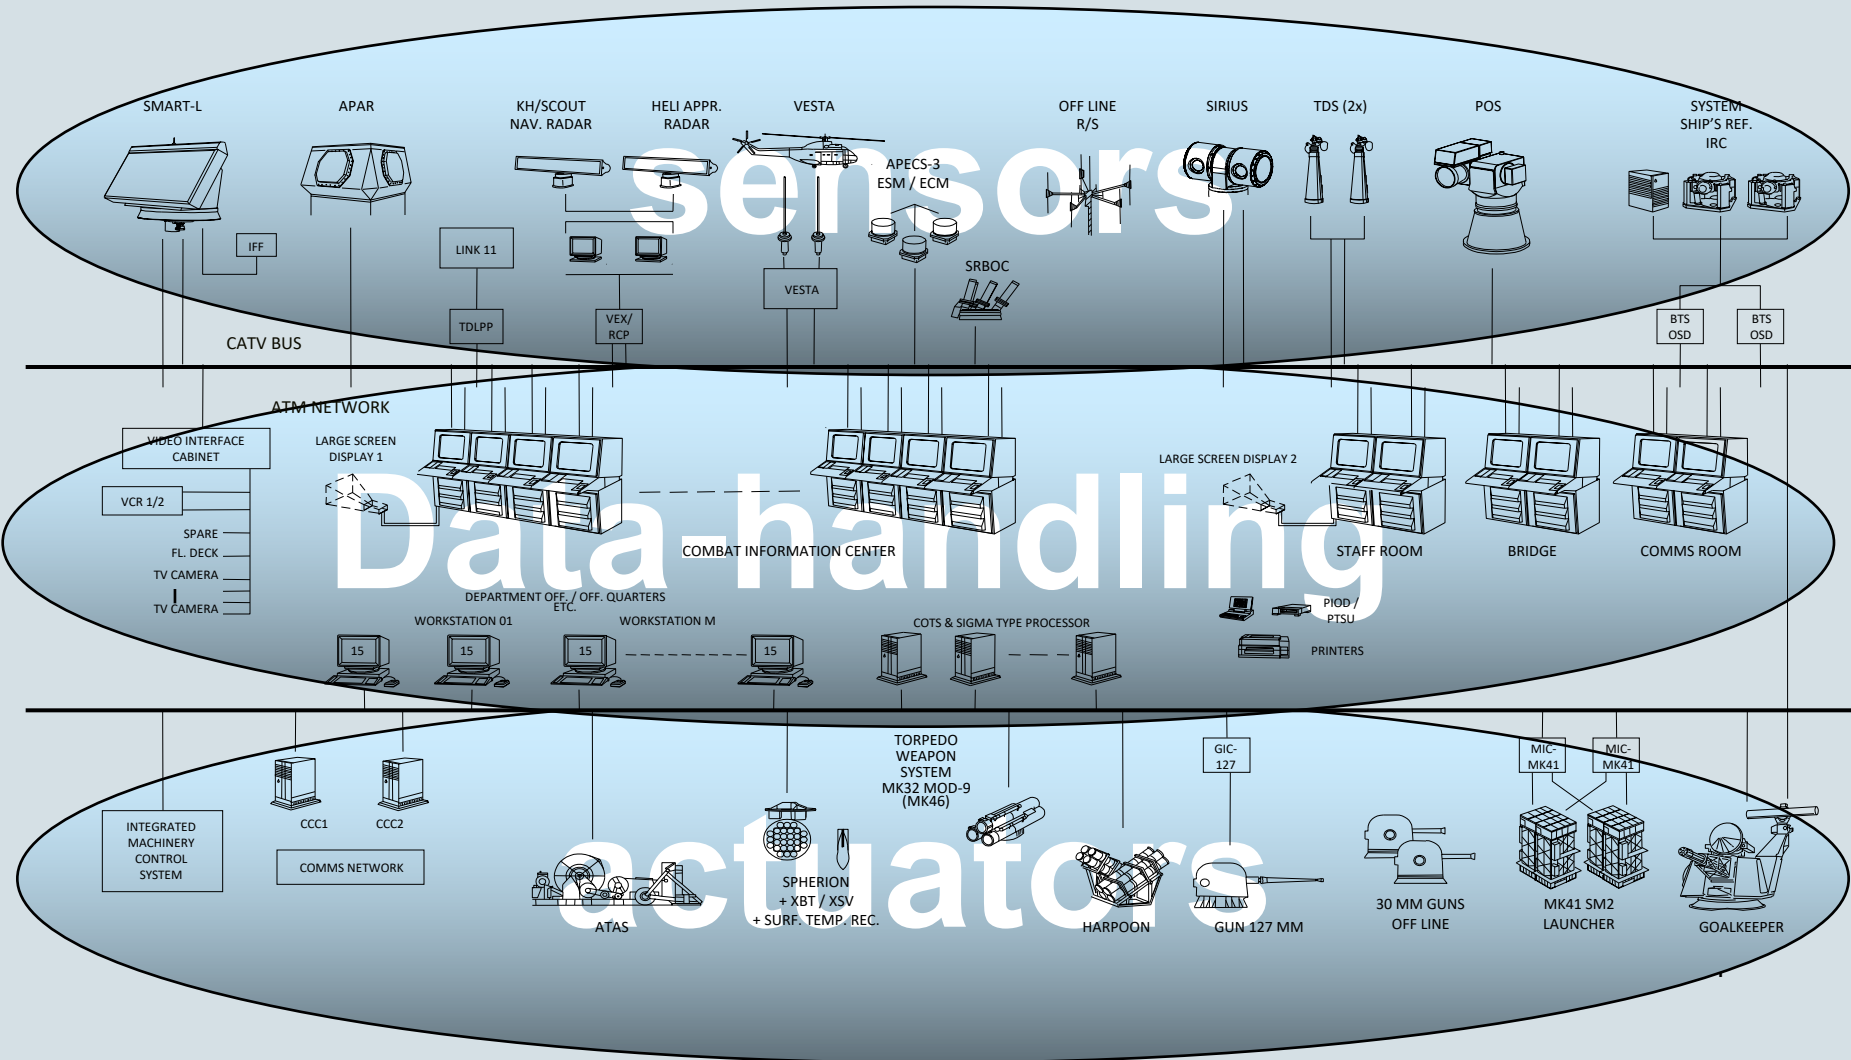 SMART-L
APAR
KH/SCOUT
NAV. RADAR
HELI APPR.
RADAR
VESTA
OFF LINE
R/S
SIRIUS
TDS (2x)
POS
SYSTEM
SHIP'S REF.
IRC
sensors
APECS-3
ESM / ECM
IFF
LINK 11
SRBOC
VESTA
TDLPP
VEX/
RCP
BTS
OSD
BTS
OSD
CATV BUS
ATM NETWORK
VIDEO INTERFACE
CABINET
LARGE SCREEN
DISPLAY 1
LARGE SCREEN DISPLAY 2
VCR 1/2
Data-handling
SPARE
FL. DECK
TV CAMERA
TV CAMERA
COMBAT INFORMATION CENTER
STAFF ROOM
BRIDGE
COMMS ROOM
DEPARTMENT OFF. / OFF. QUARTERS
ETC.
WORKSTATION 01
WORKSTATION M
COTS & SIGMA TYPE PROCESSOR
PIOD /
PTSU
PRINTERS
15
15
15
15
TORPEDO
WEAPON
SYSTEM
MK32 MOD-9
(MK46)
GIC-
127
MIC-
MK41
MIC-
MK41
INTEGRATED
MACHINERY
CONTROL
SYSTEM
CCC1
CCC2
COMMS NETWORK
actuators
ATAS
SPHERION
+ XBT / XSV
+ SURF. TEMP. REC.
HARPOON
GUN 127 MM
30 MM GUNS
OFF LINE
MK41 SM2
LAUNCHER
GOALKEEPER